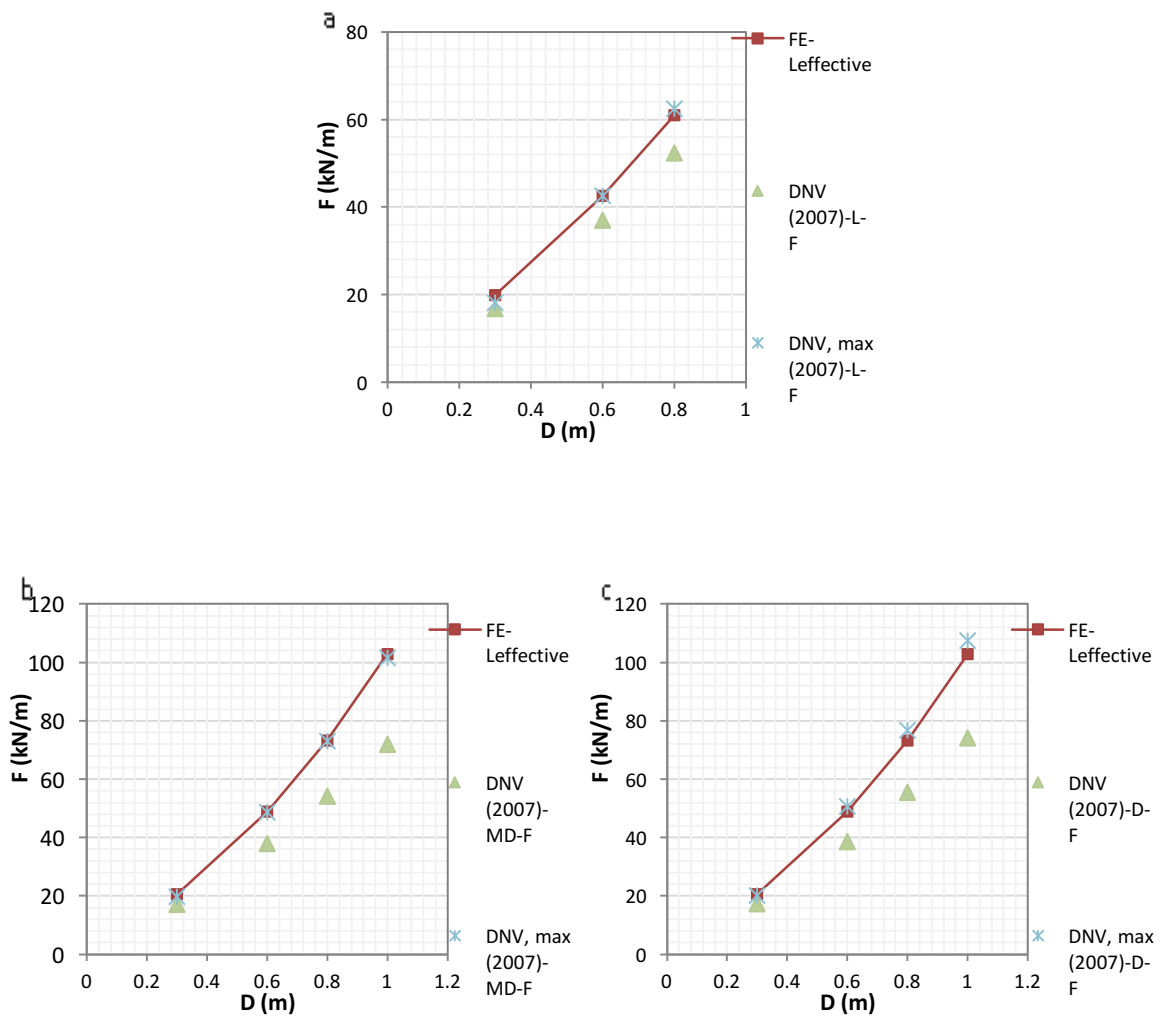 a
80
60
40
20
0
F (kN/m)
0 0.2 0.4 0.6 0.8 1
D (m)
FE-
Leffective
DNV
(2007)-L-
F
DNV, max
(2007)-L-
F
b
120
100
80
60
40
20
0
F (kN/m)
0 0.2 0.4 0.6 0.8 1 1.2
D (m)
FE-
Leffective
DNV
(2007)-
MD-F
DNV, max
(2007)-
MD-F
c
120
100
80
60
40
20
0
F (kN/m)
0 0.2 0.4 0.6 0.8 1 1.2
D (m)
FE-
Leffective
DNV
(2007)-D-
F
DNV, max
(2007)-D-
F